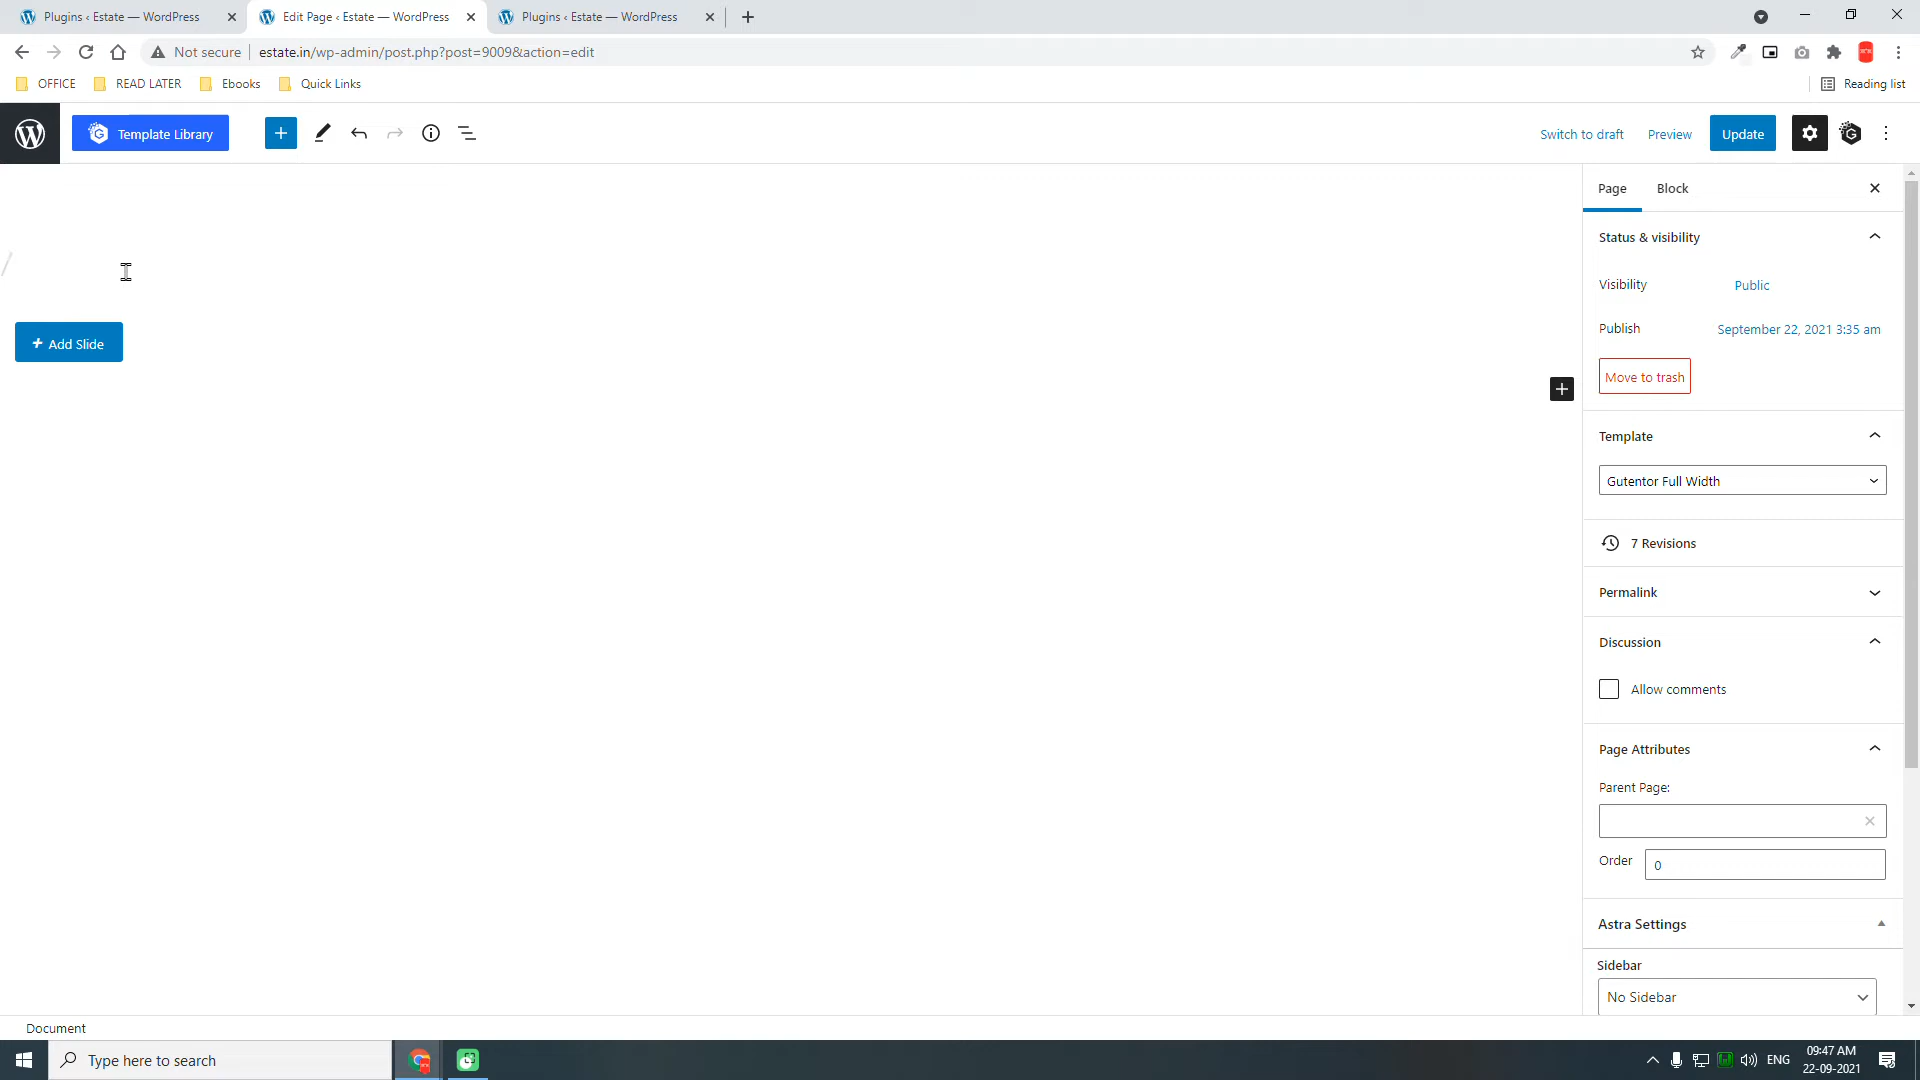 Plugins ‹ Estate — WordPress
Edit Page ‹ Estate — WordPress
Plugins ‹ Estate — WordPress
Not secure
estate.in/wp-admin/post.php?post=9009&action=edit
OFFICE
READ LATER
Ebooks
Quick Links
Reading list
Template Library
Switch to draft
Preview
Update
Page
Block
Status & visibility
Visibility
Public
Publish
September 22, 2021 3:35 am
Move to trash
Template
Gutentor Full Width
7 Revisions
Permalink
Discussion
Allow comments
Page Attributes
Parent Page:
Order
0
Astra Settings
Sidebar
No Sidebar
/
+ Add Slide
Document
Type here to search
ENG
09:47 AM
22-09-2021